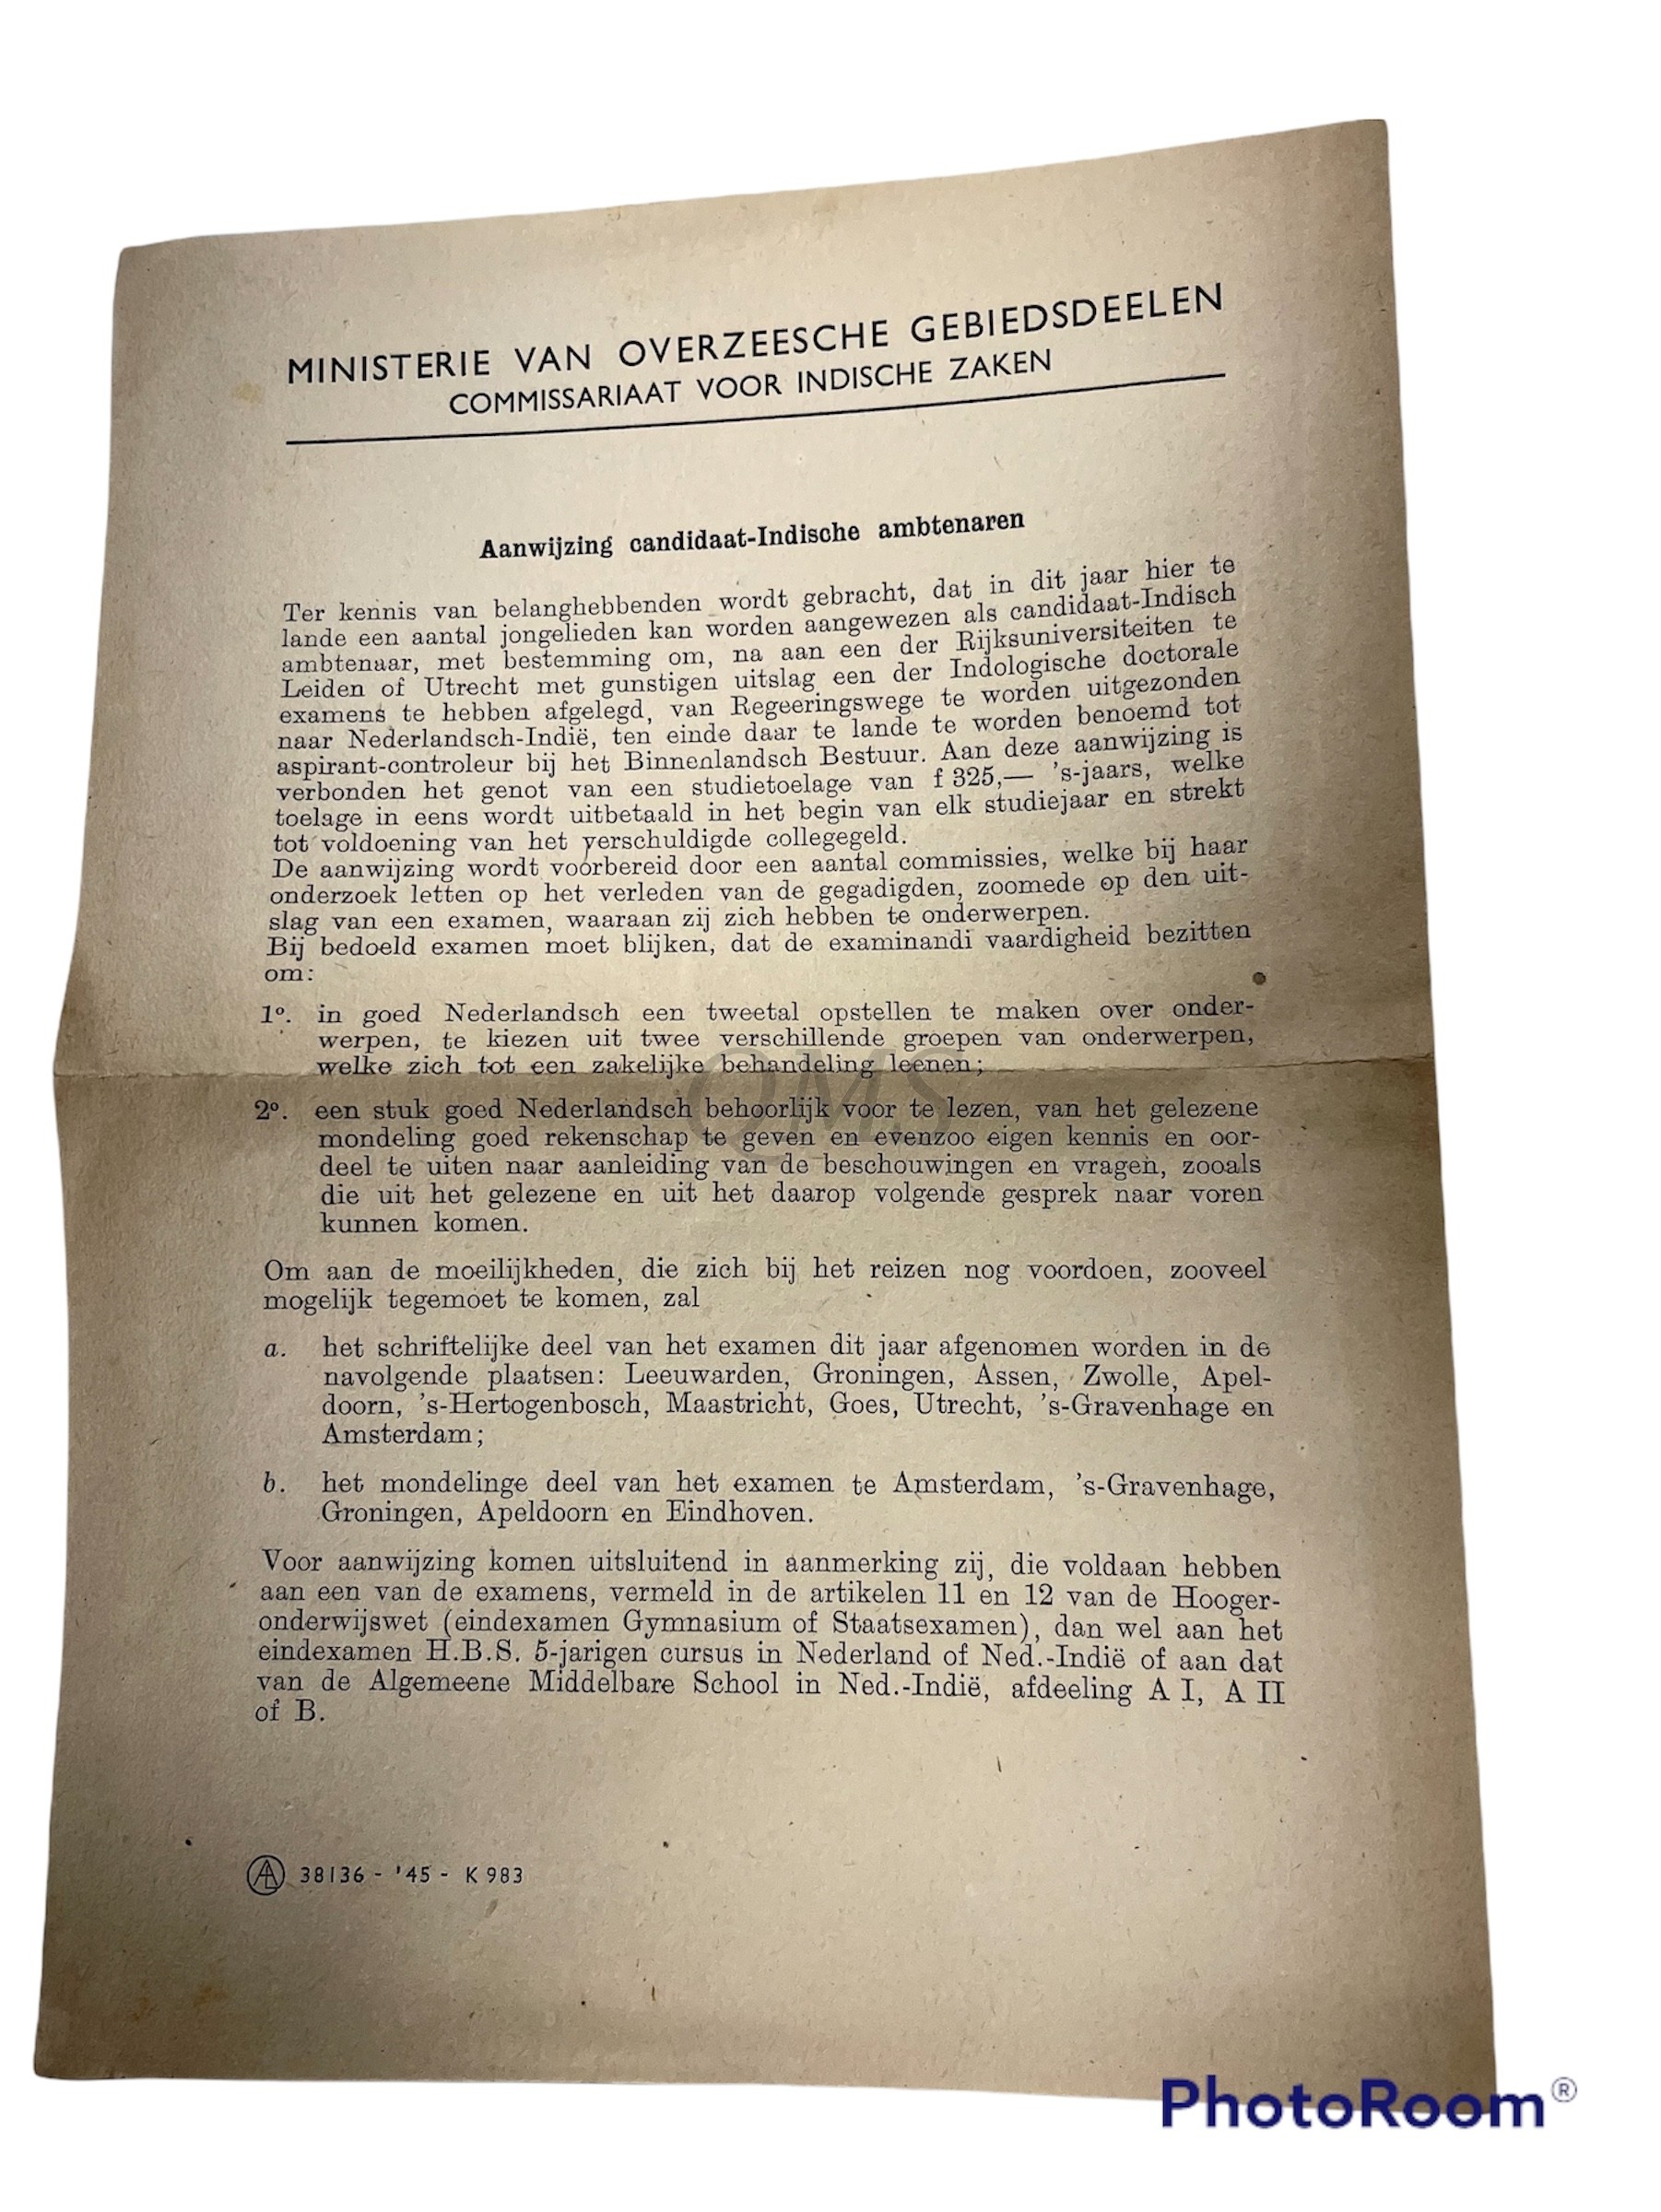 MINISTERIE VAN OVERZEESCHE GEBIEDSDEELEN
COMMISSARIAAT VOOR INDISCHE ZAKEN
Aanwijzing candidaat-Indische ambtenaren
Ter kennis van belanghebbenden wordt gebracht, dat in dit jaar hier te
lande een aantal jongelieden kan worden aangewezen als candidaat-Indisch
ambtenaar, met bestemming om, na aan een der Rijksuniversiteiten te
Leiden of Utrecht met gunstigen uitslag een der Indologische doctorale
examens te hebben afgelegd, van Regeeringswege te worden uitgezonden
naar Nederlandsch-Indië, ten einde daar te lande te worden benoemd tot
aspirant-controleur bij het Binnenlandsch Bestuur. Aan deze aanwijzing is
verbonden het genot van een studietoelage van f 325,— 's-jaars, welke
toelage in eens wordt uitbetaald in het begin van elk studiejaar en strekt
tot voldoening van het verschuldigde collegegeld.
De aanwijzing wordt voorbereid door een aantal commissies, welke bij haar
onderzoek letten op het verleden van de gegadigden, zoomede op den uit-
slag van een examen, waaraan zij zich hebben te onderwerpen.
Bij bedoeld examen moet blijken, dat de examinandi vaardigheid bezitten
om:
1º. in goed Nederlandsch een tweetal opstellen te maken over onder-
werpen, te kiezen uit twee verschillende groepen van onderwerpen,
welke zich tot een zakelijke behandeling leenen;
QMS
2º. een stuk goed Nederlandsch behoorlijk voor te lezen, van het gelezene
mondeling goed rekenschap te geven en evenzoo eigen kennis en oor-
deel te uiten naar aanleiding van de beschouwingen en vragen, zooals
die uit het gelezene en uit het daarop volgende gesprek naar voren
kunnen komen.
Om aan de moeilijkheden, die zich bij het reizen nog voordoen, zooveel
mogelijk tegemoet te komen, zal
a. het schriftelijke deel van het examen dit jaar afgenomen worden in de
navolgende plaatsen: Leeuwarden, Groningen, Assen, Zwolle, Apel-
doorn, 's-Hertogenbosch, Maastricht, Goes, Utrecht, 's-Gravenhage en
Amsterdam;
b. het mondelinge deel van het examen te Amsterdam, 's-Gravenhage,
Groningen, Apeldoorn en Eindhoven.
Voor aanwijzing komen uitsluitend in aanmerking zij, die voldaan hebben
aan een van de examens, vermeld in de artikelen 11 en 12 van de Hooger-
onderwijswet (eindexamen Gymnasium of Staatsexamen), dan wel aan het
eindexamen H.B.S. 5-jarigen cursus in Nederland of Ned.-Indië of aan dat
van de Algemeene Middelbare School in Ned.-Indië, afdeeling A I, A II
of B.
AL 38136 - '45 - K 983
PhotoRoom®